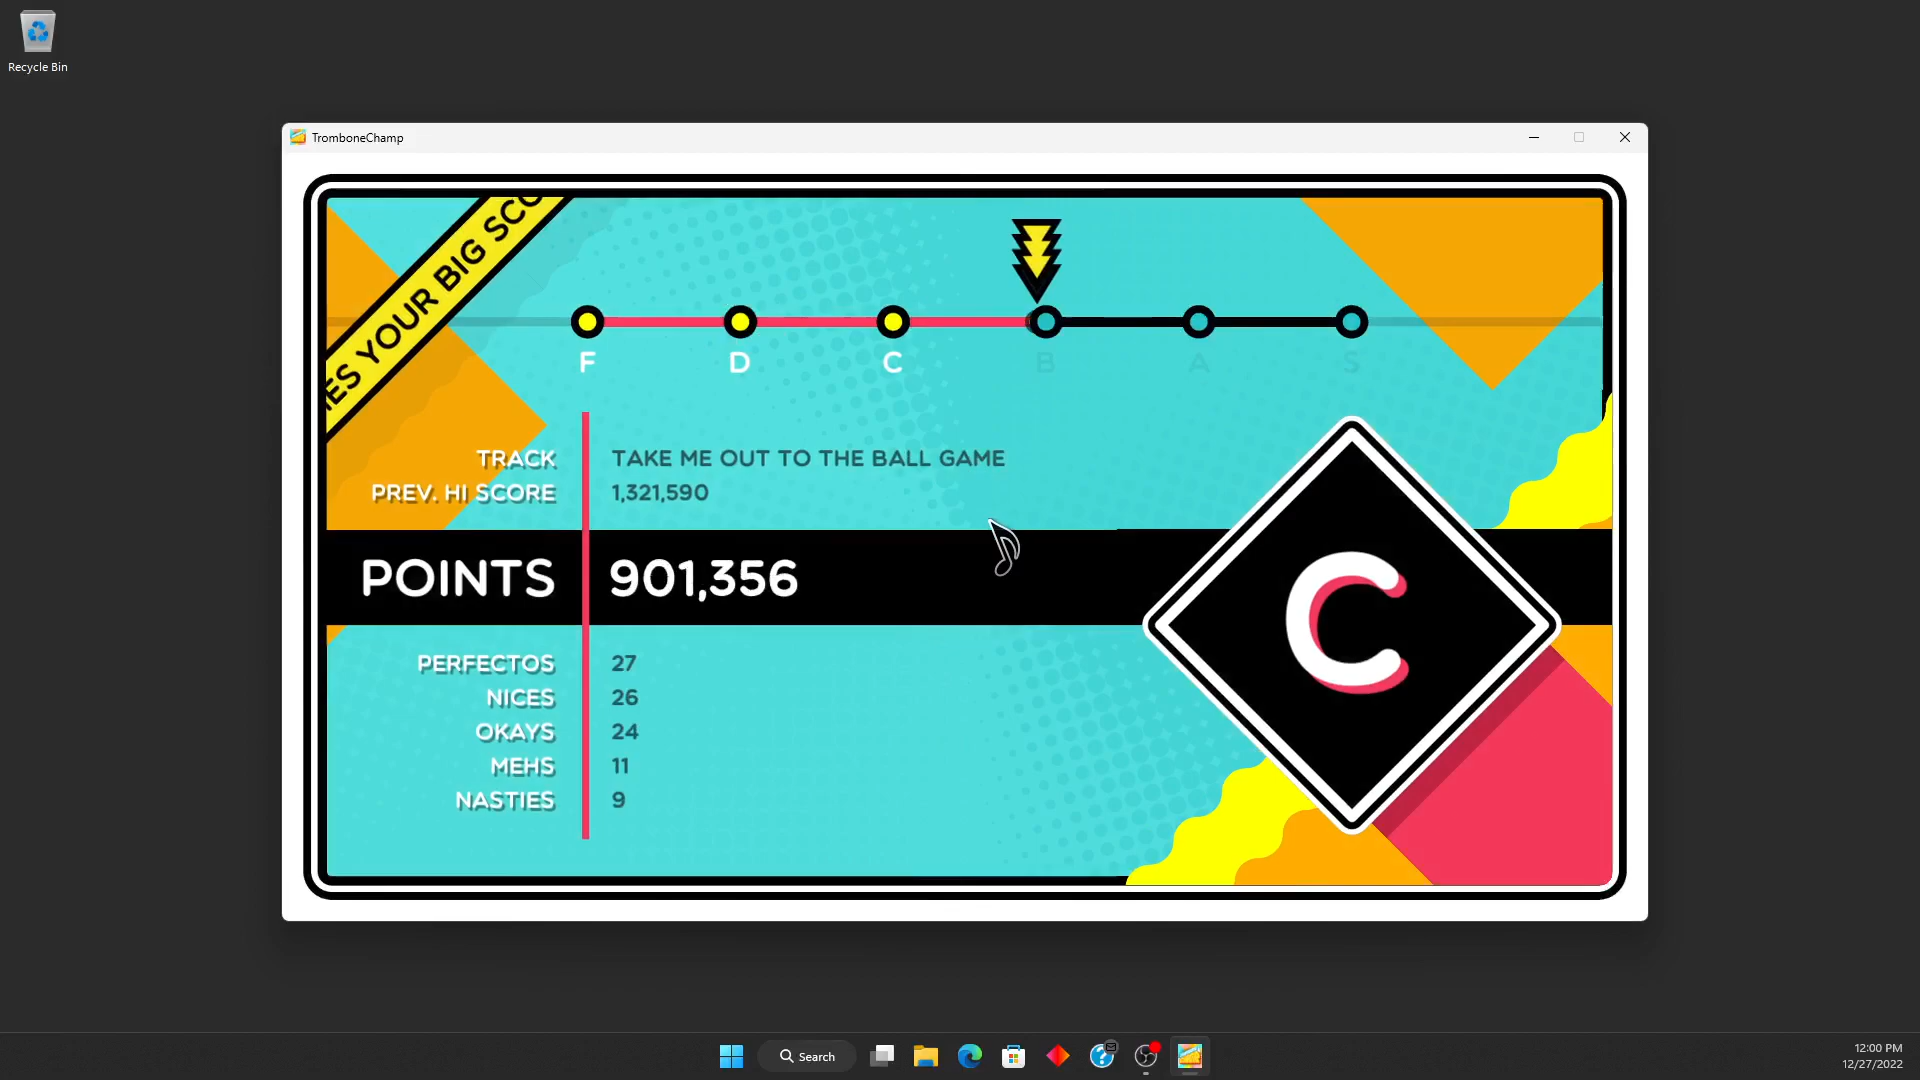 Recycle Bin
TromboneChamp
YOUR BIG
F D C B A S
TRACK TAKE ME OUT TO THE BALL GAME
PREV. HI SCORE 1,321,590
POINTS 901,356
C
PERFECTOS 27
NICES 26
OKAYS 24
MEHS 11
NASTIES 9
Search
12:00 PM
12/27/2022